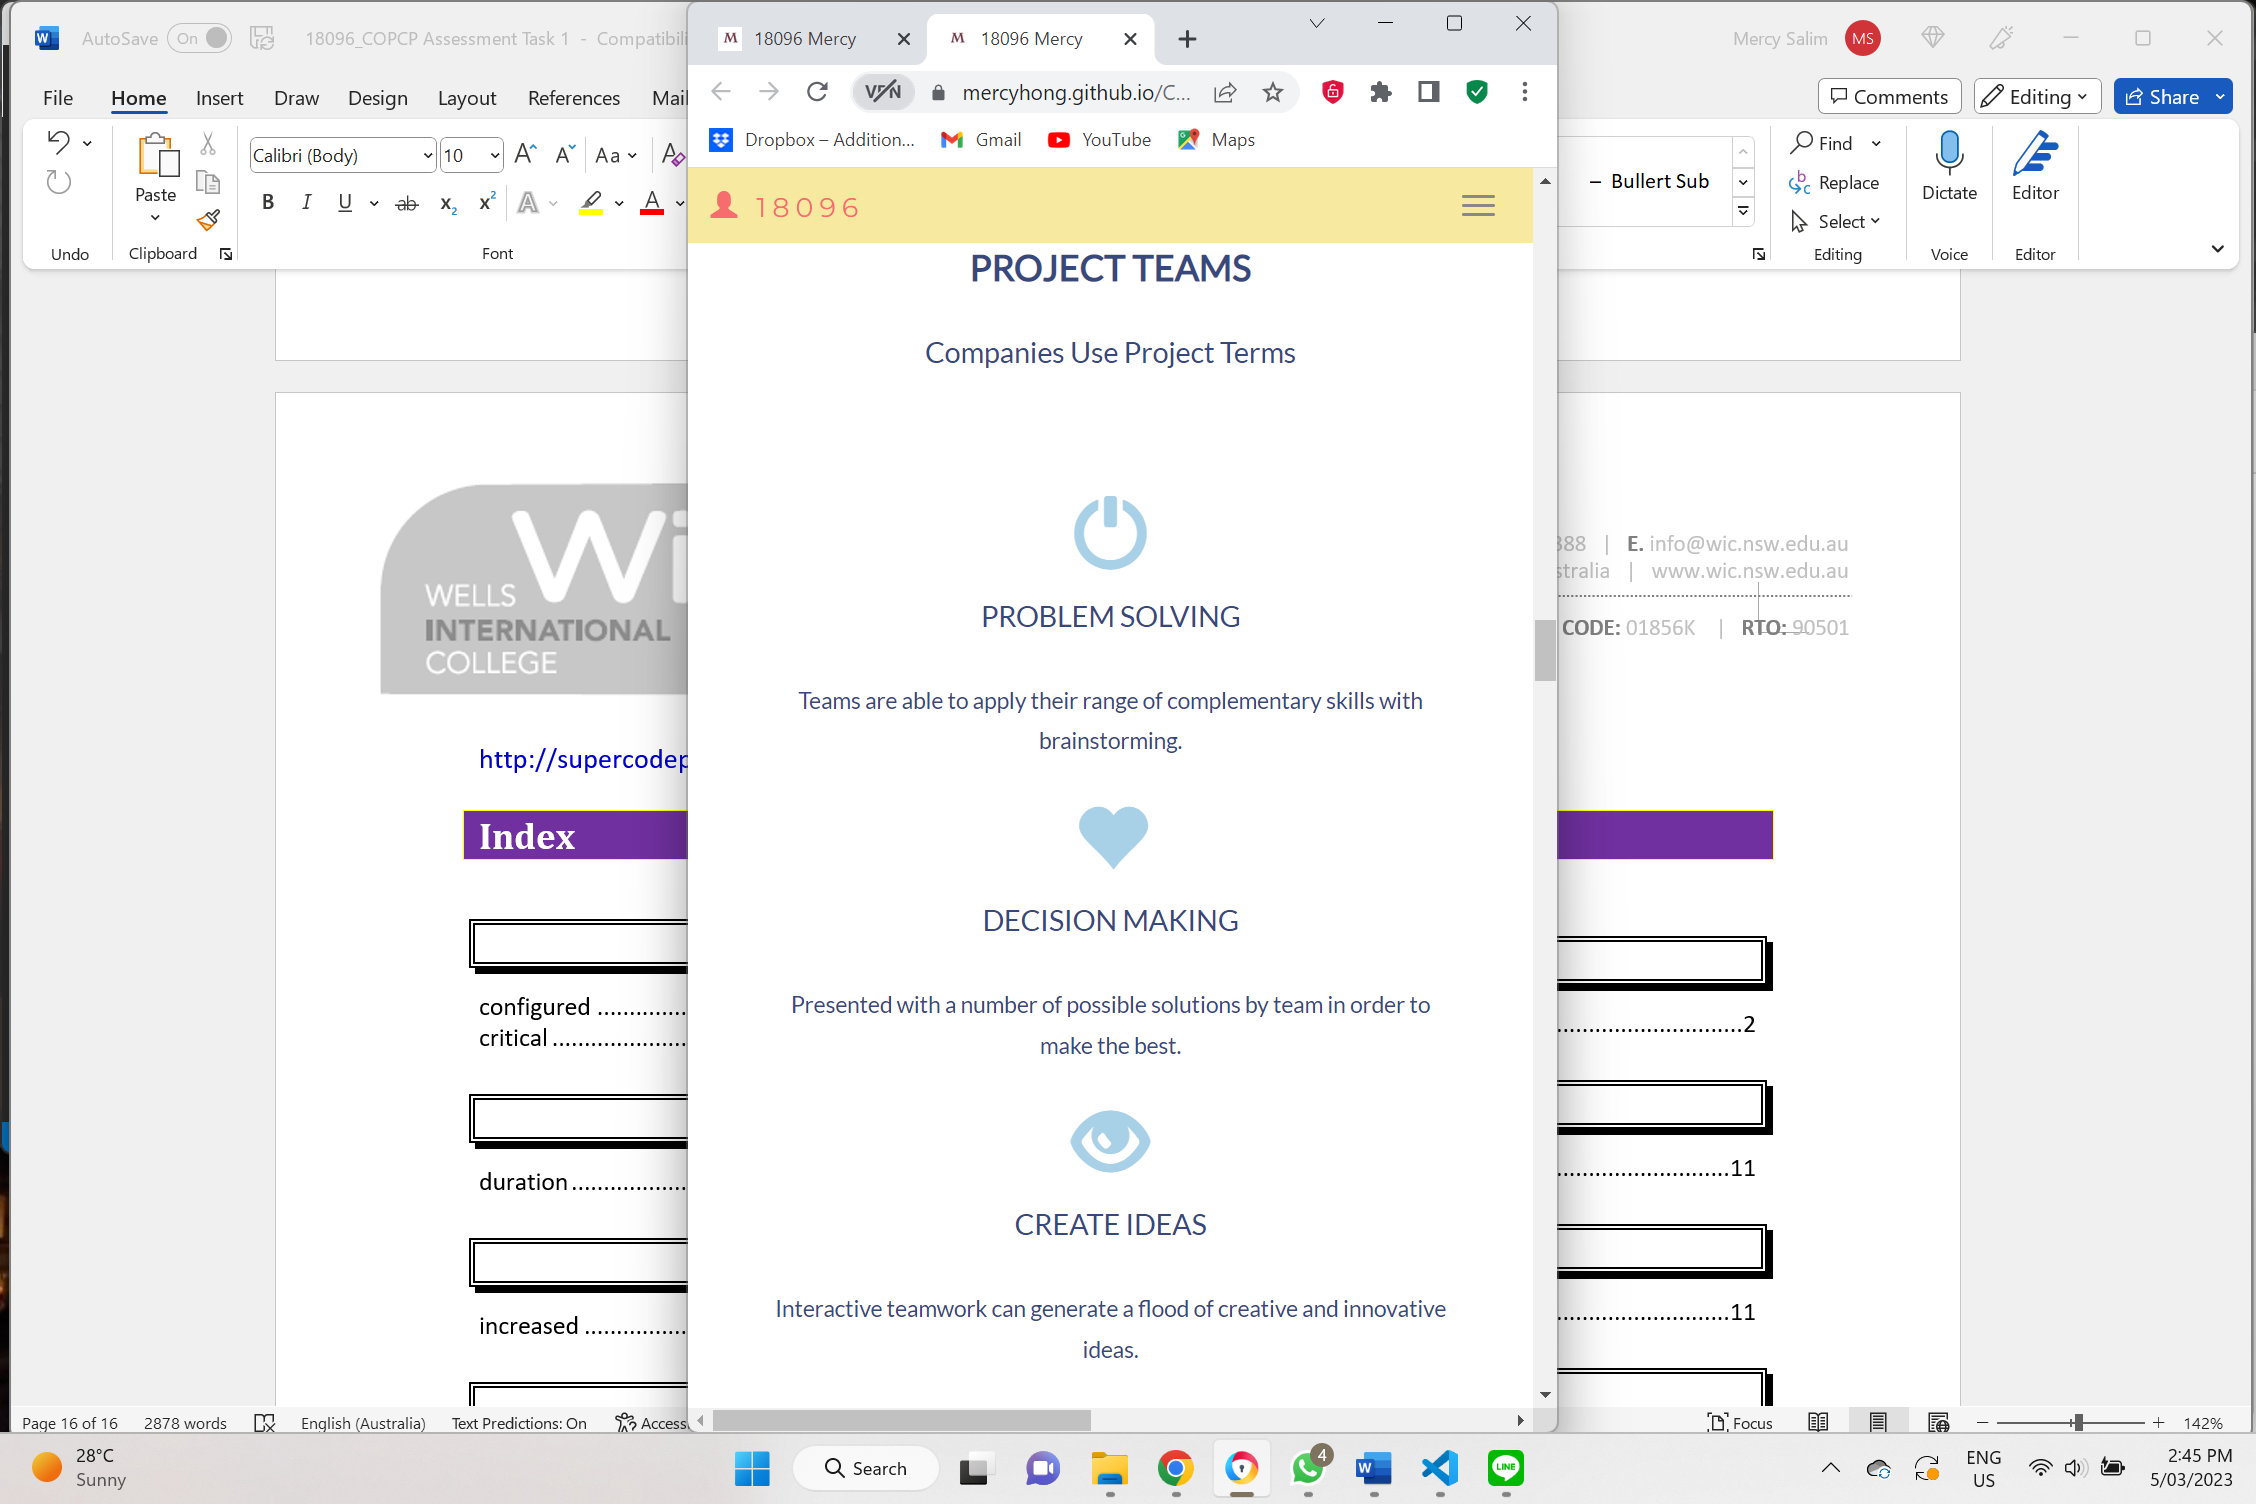 AutoSave On 18096_COPCP Assessment Task 1 - Compatibili
Mercy Salim MS
File Home Insert Draw Design Layout References Mail
Comments Editing Share
Calibri (Body) 10
Paste
Undo Clipboard Font
– Bullert Sub
Find
Replace
Select
Dictate Editor
Editing Voice Editor
18096 Mercy 18096 Mercy
VPN mercyhong.github.io/C...
Dropbox – Addition... Gmail YouTube Maps
18096
PROJECT TEAMS
Companies Use Project Terms
PROBLEM SOLVING
Teams are able to apply their range of complementary skills with
brainstorming.
DECISION MAKING
Presented with a number of possible solutions by team in order to
make the best.
CREATE IDEAS
Interactive teamwork can generate a flood of creative and innovative
ideas.
Wi
WELLS
INTERNATIONAL
COLLEGE
388 | E. info@wic.nsw.edu.au
stralia | www.wic.nsw.edu.au
CODE: 01856K | RTO: 90501
http://supercodep
Index
configured ..............
critical .....................
.............................2
duration ..................
...........................11
increased ................
...........................11
Page 16 of 16 2878 words English (Australia) Text Predictions: On Access
Focus 142%
28°C
Sunny
Search
4
LINE
ENG
US
2:45 PM
5/03/2023